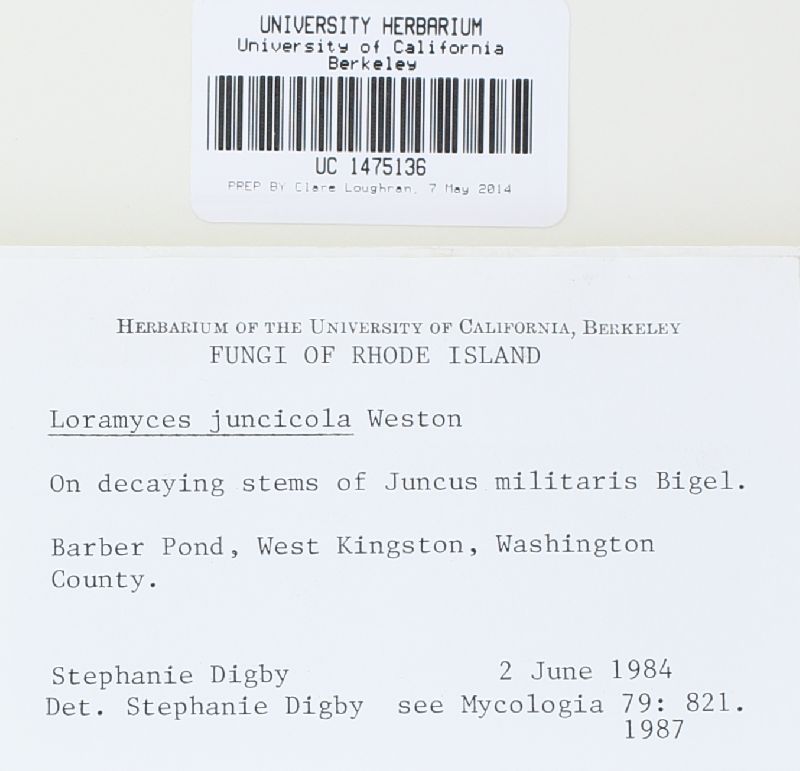 UNIVERSITY HERBARIUM
University of California
Berkeley
UC 1475136
PREP BY Clare Loughran, 7 May 2014
HERBARIUM OF THE UNIVERSITY OF CALIFORNIA, BERKELEY
FUNGI OF RHODE ISLAND
Loramyces juncicola Weston
On decaying stems of Juncus militaris Bigel.
Barber Pond, West Kingston, Washington
County.
Stephanie Digby 2 June 1984
Det. Stephanie Digby see Mycologia 79: 821.
1987